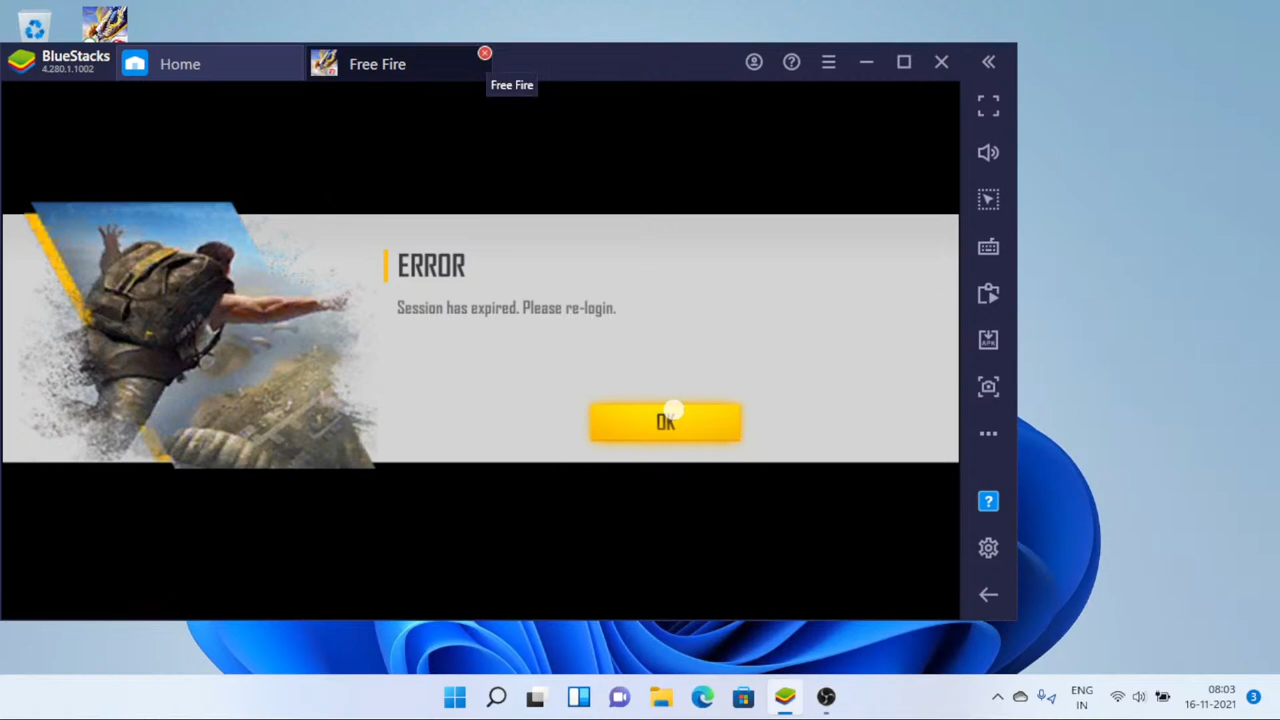 BlueStacks
4.280.1.1002
Home
Free Fire
Free Fire
ERROR
Session has expired. Please re-login.
OK
ENG
IN
08:03
16-11-2021
3